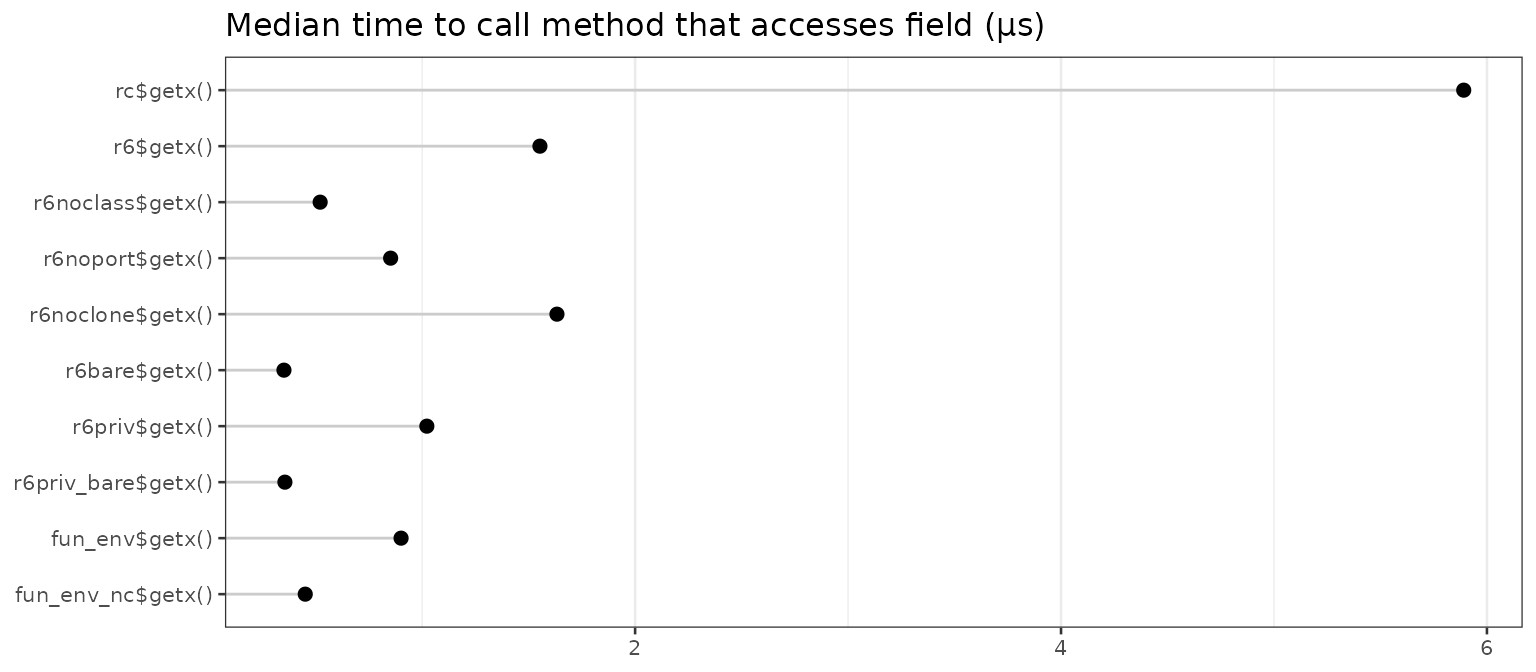 Median time to call method that accesses field (μs)
rc$getx()
r6$getx()
r6noclass$getx()
r6noport$getx()
r6noclone$getx()
r6bare$getx()
r6priv$getx()
r6priv_bare$getx()
fun_env$getx()
fun_env_nc$getx()
2 4 6